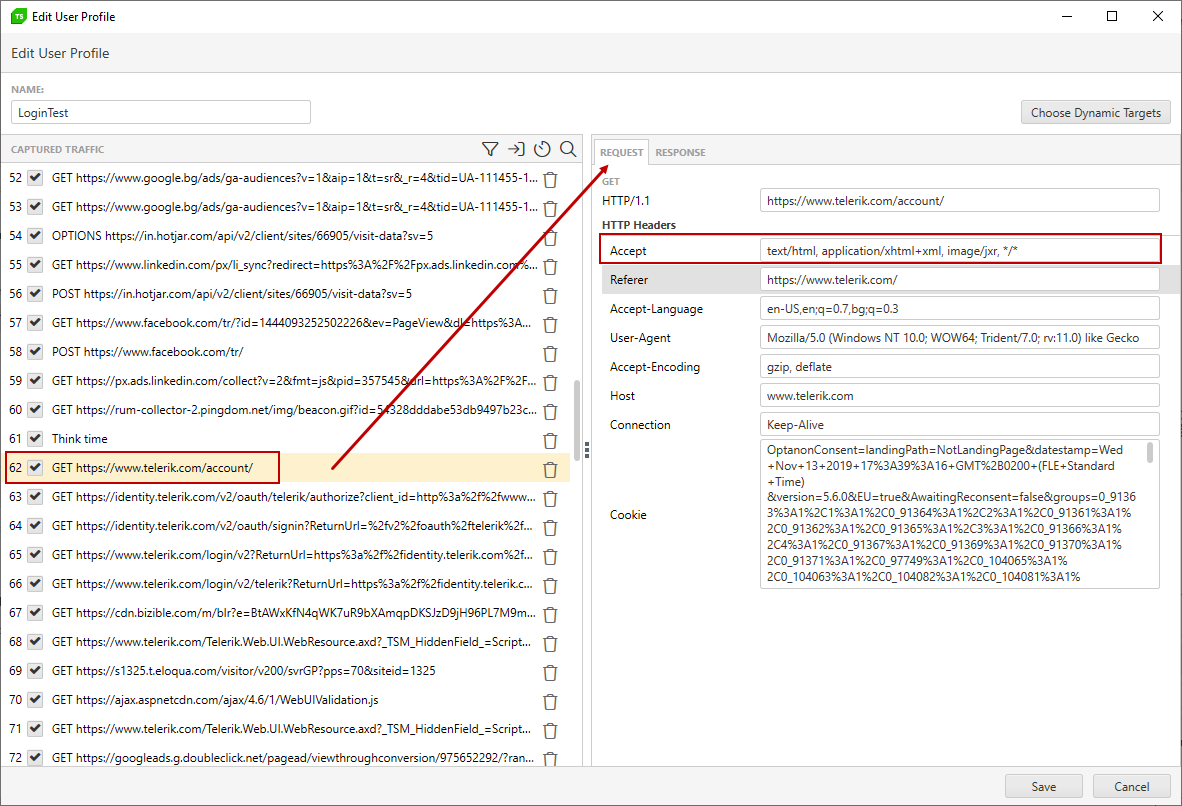 TS Edit User Profile
Edit User Profile
NAME:
LoginTest
Choose Dynamic Targets
CAPTURED TRAFFIC
52 GET https://www.google.bg/ads/ga-audiences?v=1&aip=1&t=sr&_r=4&tid=UA-111455-1...
53 GET https://www.google.bg/ads/ga-audiences?v=1&aip=1&t=sr&_r=4&tid=UA-111455-1...
54 OPTIONS https://in.hotjar.com/api/v2/client/sites/66905/visit-data?sv=5
55 GET https://www.linkedin.com/px/li_sync?redirect=https%3A%2F%2Fpx.ads.linkedin.com%...
56 POST https://in.hotjar.com/api/v2/client/sites/66905/visit-data?sv=5
57 GET https://www.facebook.com/tr/?id=1444093252502226&ev=PageView&dl=https%3A...
58 POST https://www.facebook.com/tr/
59 GET https://px.ads.linkedin.com/collect?v=2&fmt=js&pid=357545&url=https%3A%2F%2F...
60 GET https://rum-collector-2.pingdom.net/img/beacon.gif?id=54328dddabe53db9497b23c...
61 Think time
62 GET https://www.telerik.com/account/
63 GET https://identity.telerik.com/v2/oauth/telerik/authorize?client_id=http%3a%2f%2fwww...
64 GET https://identity.telerik.com/v2/oauth/signin?ReturnUrl=%2fv2%2foauth%2ftelerik%2f...
65 GET https://www.telerik.com/login/v2?ReturnUrl=https%3a%2f%2fidentity.telerik.com%2f...
66 GET https://www.telerik.com/login/v2/telerik?ReturnUrl=https%3a%2f%2fidentity.telerik.c...
67 GET https://cdn.bizible.com/m/blr?e=BtAWxKfN4qWK7uR9bXAmqpDKSJzD9jH96PL7M9m...
68 GET https://www.telerik.com/Telerik.Web.UI.WebResource.axd?_TSM_HiddenField_=Script...
69 GET https://s1325.t.eloqua.com/visitor/v200/svrGP?pps=70&siteid=1325
70 GET https://ajax.aspnetcdn.com/ajax/4.6/1/WebUIValidation.js
71 GET https://www.telerik.com/Telerik.Web.UI.WebResource.axd?_TSM_HiddenField_=Script...
72 GET https://googleads.g.doubleclick.net/pagead/viewthroughconversion/975652292/?ran...
REQUEST RESPONSE
GET
HTTP/1.1 https://www.telerik.com/account/
HTTP Headers
Accept text/html, application/xhtml+xml, image/jxr, */*
Referer https://www.telerik.com/
Accept-Language en-US,en;q=0.7,bg;q=0.3
User-Agent Mozilla/5.0 (Windows NT 10.0; WOW64; Trident/7.0; rv:11.0) like Gecko
Accept-Encoding gzip, deflate
Host www.telerik.com
Connection Keep-Alive
Cookie
OptanonConsent=landingPath=NotLandingPage&datestamp=Wed
+Nov+13+2019+17%3A39%3A16+GMT%2B0200+(FLE+Standard
+Time)
&version=5.6.0&EU=true&AwaitingReconsent=false&groups=0_9136
3%3A1%2C1%3A1%2C0_91364%3A1%2C2%3A1%2C0_91361%3A1%
2C0_91362%3A1%2C0_91365%3A1%2C3%3A1%2C0_91366%3A1%
2C4%3A1%2C0_91367%3A1%2C0_91369%3A1%2C0_91370%3A1%
2C0_91371%3A1%2C0_97749%3A1%2C0_104065%3A1%
2C0_104063%3A1%2C0_104082%3A1%2C0_104081%3A1%
Save Cancel